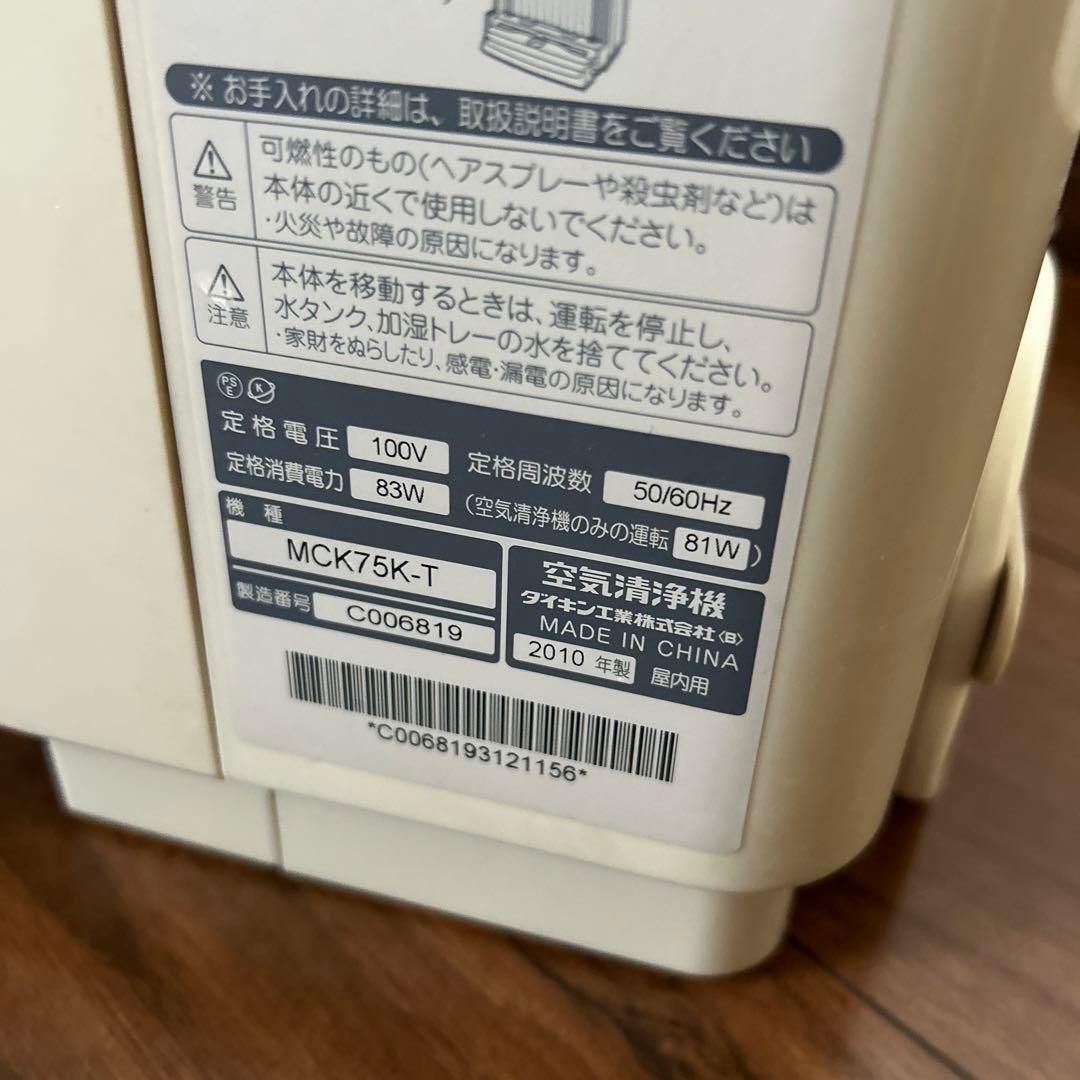 ※ お手入れの詳細は、取扱説明書をご覧ください
警告
可燃性のもの(ヘアスプレーや殺虫剤など)は
本体の近くで使用しないでください。
・火災や故障の原因になります。
注意
本体を移動するときは、運転を停止し、
水タンク、加湿トレーの水を捨ててください。
・家財をぬらしたり、感電・漏電の原因になります。
PS
E
K
定格電圧 100V 定格周波数 50/60Hz
定格消費電力 83W (空気清浄機のみの運転 81W)
機種
MCK75K-T
製造番号 C006819
空気清浄機
ダイキン工業株式会社〈B〉
MADE IN CHINA
2010 年製 屋内用
*C0068193121156*